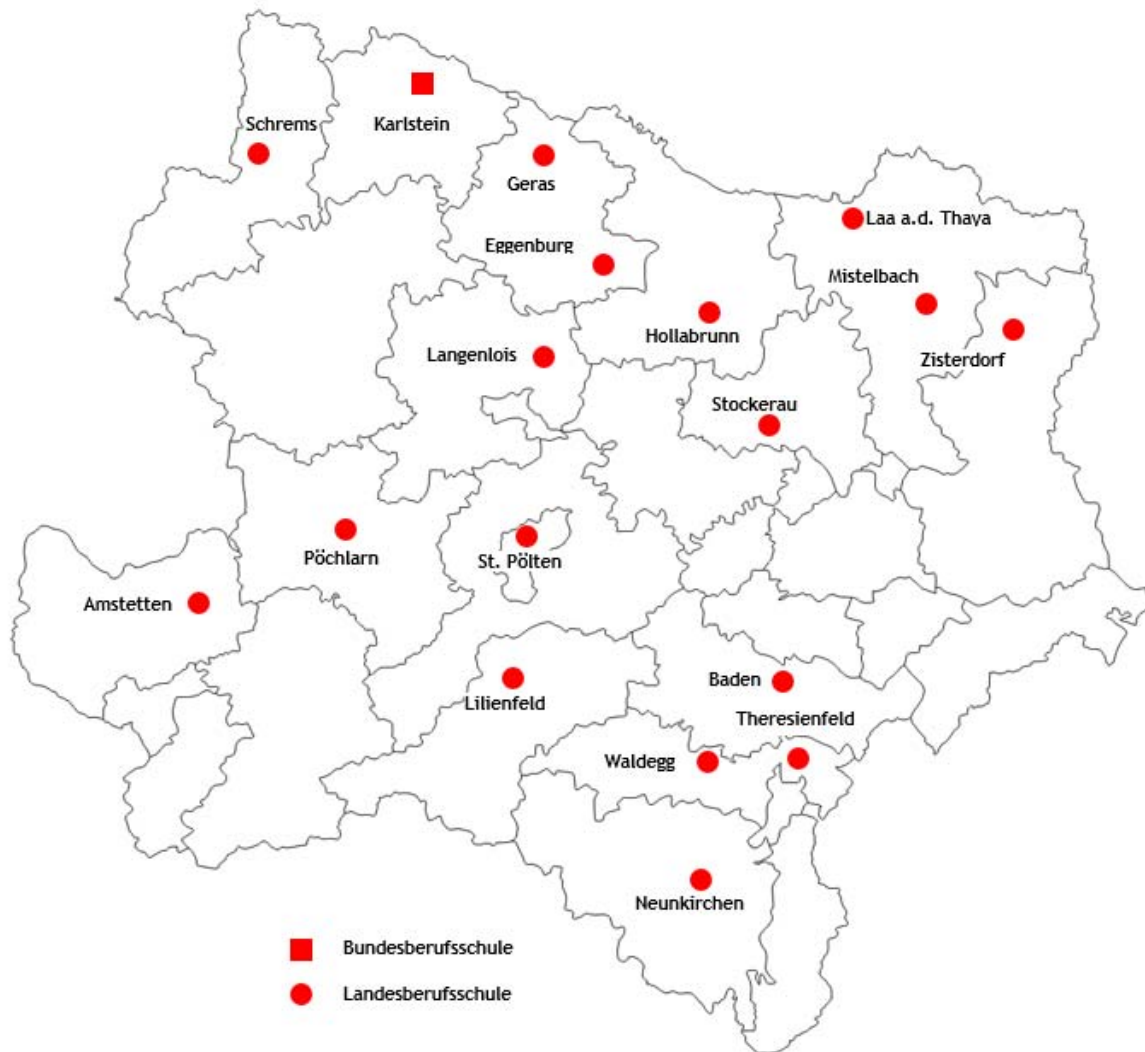 Schrems
Karlstein
Geras
Laa a.d. Thaya
Eggenburg
Mistelbach
Hollabrunn
Langenlois
Zisterdorf
Stockerau
Pöchlarn
St. Pölten
Amstetten
Baden
Lilienfeld
Theresienfeld
Waldegg
Neunkirchen
Bundesberufsschule
Landesberufsschule